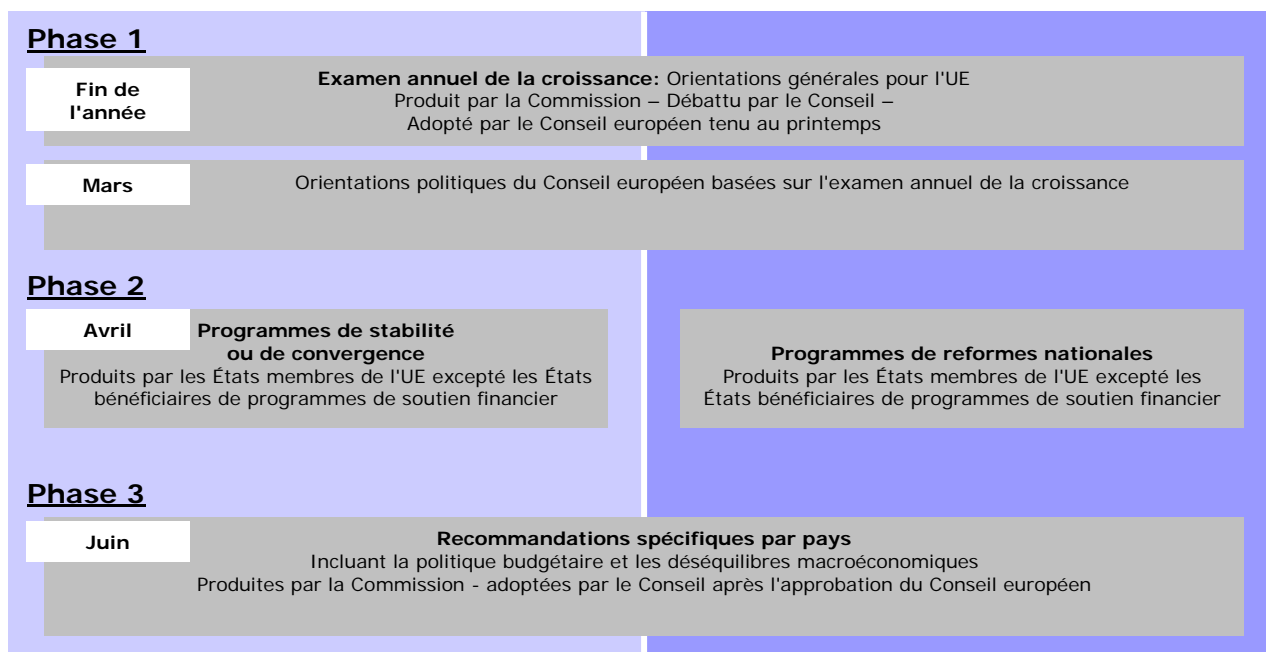 Phase 1
Fin de
l'année
Examen annuel de la croissance: Orientations générales pour l'UE
Produit par la Commission – Débattu par le Conseil –
Adopté par le Conseil européen tenu au printemps
Mars
Orientations politiques du Conseil européen basées sur l'examen annuel de la croissance
Phase 2
Avril
Programmes de stabilité
ou de convergence
Produits par les États membres de l'UE excepté les États
bénéficiaires de programmes de soutien financier
Programmes de reformes nationales
Produits par les États membres de l'UE excepté les
États bénéficiaires de programmes de soutien financier
Phase 3
Juin
Recommandations spécifiques par pays
Incluant la politique budgétaire et les déséquilibres macroéconomiques
Produites par la Commission - adoptées par le Conseil après l'approbation du Conseil européen